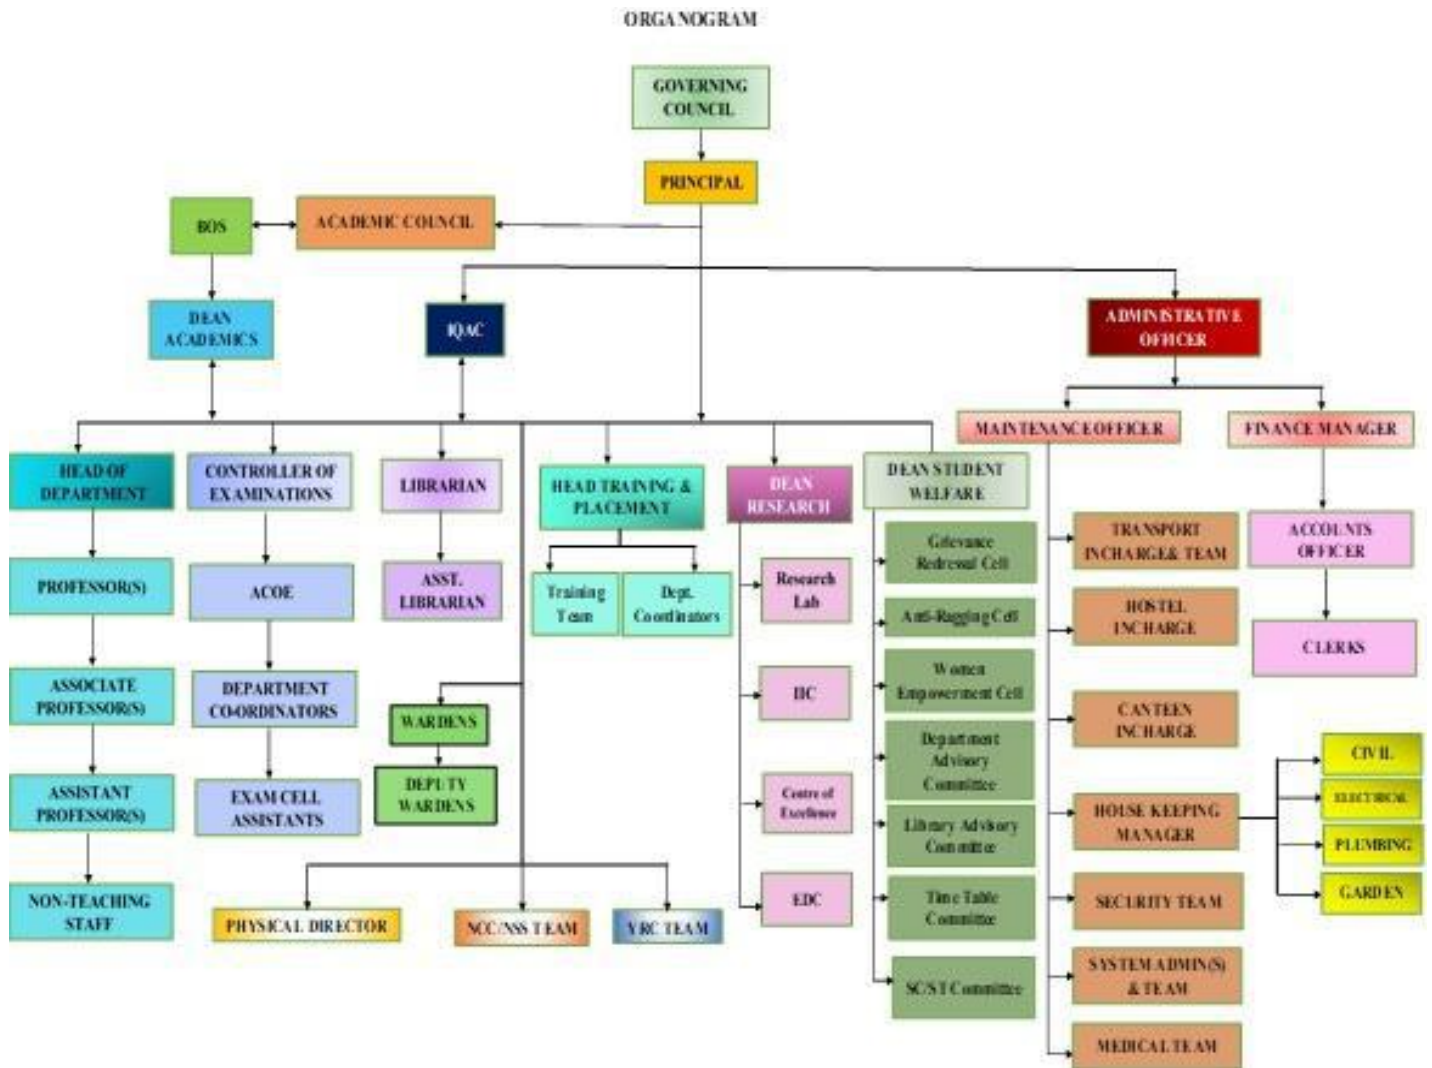 ORGANOGRAM
GOVERNING
COUNCIL
PRINCIPAL
BOS
ACADEMIC COUNCIL
DEAN
ACADEMICS
IQAC
ADMINISTRATIVE
OFFICER
MAINTENANCE OFFICER
FINANCE MANAGER
HEAD OF
DEPARTMENT
CONTROLLER OF
EXAMINATIONS
LIBRARIAN
HEAD TRAINING &
PLACEMENT
DEAN
RESEARCH
DEAN STUDENT
WELFARE
PROFESSOR(S)
ACOE
ASST.
LIBRARIAN
Training
Team
Dept.
Coordinators
Research
Lab
Grievance
Redressal Cell
TRANSPORT
INCHARGE& TEAM
ACCOUNTS
OFFICER
Anti-Ragging Cell
HOSTEL
INCHARGE
CLERKS
ASSOCIATE
PROFESSOR(S)
DEPARTMENT
CO-ORDINATORS
WARDENS
IIC
Women
Empowerment Cell
CANTEEN
INCHARGE
DEPUTY
WARDENS
Department
Advisory
Committee
CIVIL
ELECTRICAL
PLUMBING
GARDEN
ASSISTANT
PROFESSOR(S)
EXAM CELL
ASSISTANTS
Centre of
Excellence
Library Advisory
Committee
HOUSE KEEPING
MANAGER
NON-TEACHING
STAFF
PHYSICAL DIRECTOR
NCC/NSS TEAM
YRC TEAM
EDC
Time Table
Committee
SECURITY TEAM
SC/ST Committee
SYSTEM ADMIN(S)
& TEAM
MEDICAL TEAM